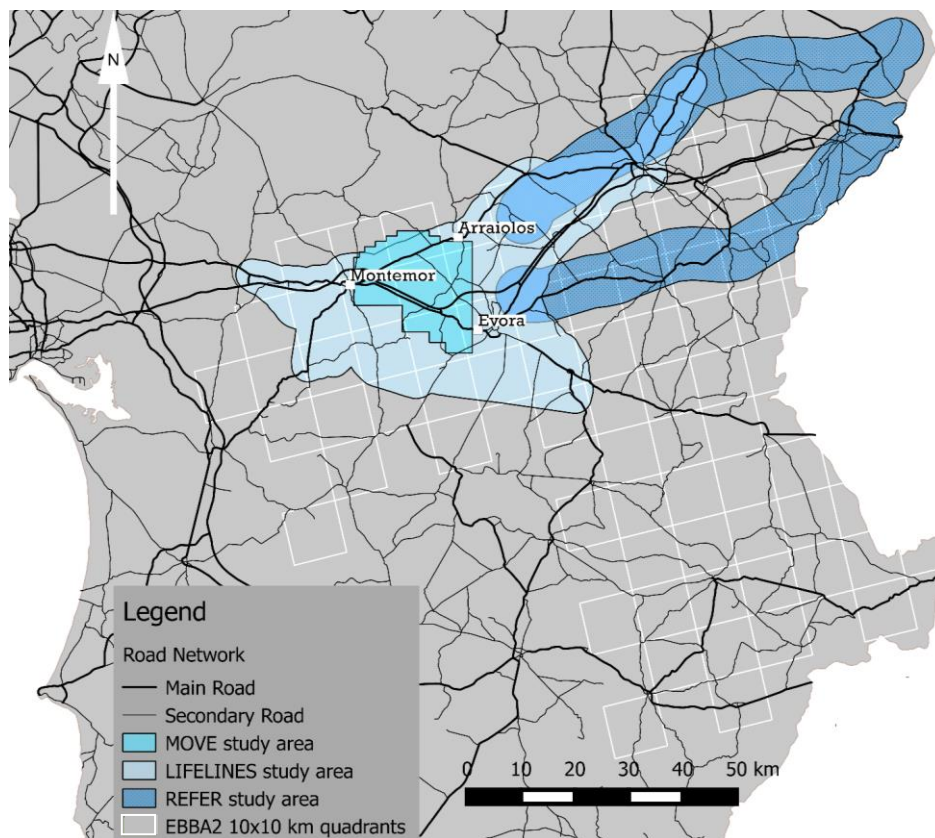 N
Arraiolos
Montemor
Evora
Legend
Road Network
Main Road
Secondary Road
MOVE study area
LIFELINES study area
REFER study area
EBBA2 10x10 km quadrants
0 10 20 30 40 50 km